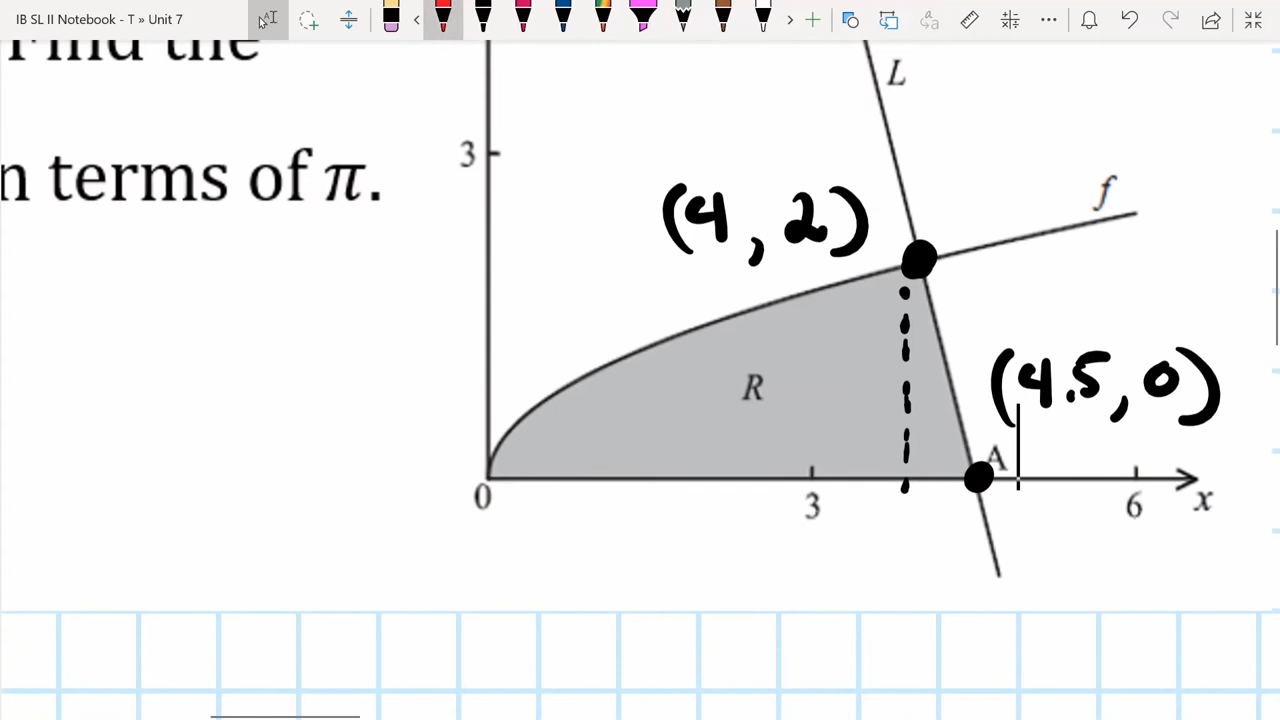 IB SL II Notebook - T » Unit 7
Find the
n terms of π.
L
3
f
(4, 2)
R
(4.5, 0)
A
0
3
6
x